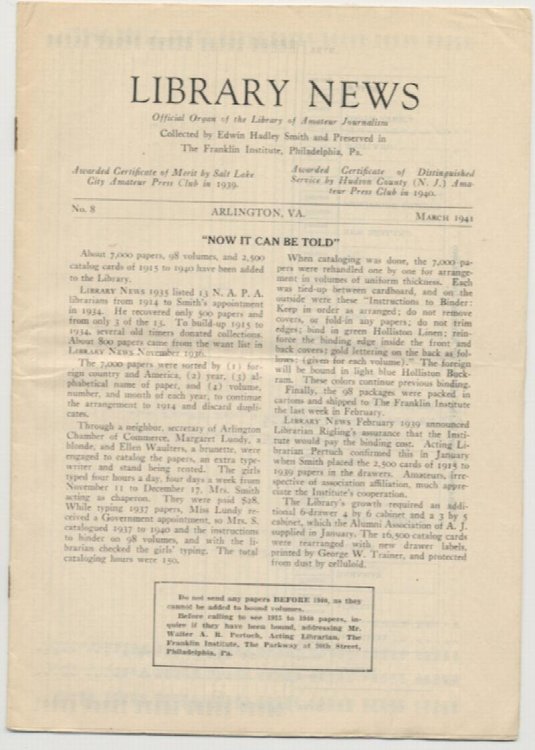 LIBRARY NEWS
Official Organ of the Library of Amateur Journalism
Collected by Edwin Hadley Smith and Preserved in
The Franklin Institute, Philadelphia, Pa.
Awarded Certificate of Merit by Salt Lake
City Amateur Press Club in 1939.
Awarded Certificate of Distinguished
Service by Hudson County (N. J.) Ama-
teur Press Club in 1940.
No. 8 ARLINGTON, VA. MARCH 1941
"NOW IT CAN BE TOLD"
About 7,000 papers, 98 volumes, and 2,500
catalog cards of 1915 to 1940 have been added
to the Library.
LIBRARY NEWS 1935 listed 13 N. A. P. A.
librarians from 1914 to Smith's appointment
in 1934. He recovered only 500 papers and
from only 3 of the 13. To build-up 1915 to
1934, several old timers donated collections.
About 800 papers came from the want list in
LIBRARY NEWS November 1936.
The 7,000 papers were sorted by (1) for-
eign country and America, (2) year, (3) al-
phabetical name of paper, and (4) volume,
number, and month of each year, to continue
the arrangement to 1914 and discard dupli-
cates.
Through a neighbor, secretary of Arlington
Chamber of Commerce, Margaret Lundy, a
blonde, and Ellen Waulters, a brunette, were
engaged to catalog the papers, an extra type-
writer and stand being rented. The girls
typed four hours a day, four days a week from
November 11 to December 17, Mrs. Smith
acting as chaperon. They were paid $28.
While typing 1937 papers, Miss Lundy re-
ceived a Government appointment, so Mrs. S.
catalogued 1937 to 1940 and the instructions
to binder on 98 volumes, and with the li-
brarian checked the girls' typing. The total
cataloging hours were 150.
When cataloging was done, the 7,000 pa-
pers were rehandled one by one for arrange-
ment in volumes of uniform thickness. Each
was tied-up between cardboard, and on the
outside were these "Instructions to Binder:
Keep in order as arranged; do not remove
covers, or fold-in any papers; do not trim
edges; bind in green Holliston Linen; rein-
force the binding edge inside the front and
back covers; gold lettering on the back as fol-
lows: (given for each volume)." The foreign
will be bound in light blue Holliston Buck-
ram. These colors continue previous binding.
Finally, the 98 packages were packed in
cartons and shipped to The Franklin Institute
the last week in February.
LIBRARY NEWS February 1939 announced
Librarian Rigling's assurance that the Insti-
tute would pay the binding cost. Acting Li-
brarian Pertuch confirmed this in January
when Smith placed the 2,500 cards of 1915 to
1939 papers in the drawers. Amateurs, irre-
spective of association affiliation, much appre-
ciate the Institute's cooperation.
The Library's growth required an addi-
tional 6-drawer 4 by 6 cabinet and a 3 by 5
cabinet, which the Alumni Association of A. J.
supplied in January. The 16,500 catalog cards
were rearranged with new drawer labels,
printed by George W. Trainer, and protected
from dust by celluloid.
Do not send any papers BEFORE 1940, as they
cannot be added to bound volumes.
Before calling to see 1915 to 1940 papers, in-
quire if they have been bound, addressing Mr.
Walter A. R. Pertuch, Acting Librarian, The
Franklin Institute, The Parkway at 20th Street,
Philadelphia, Pa.